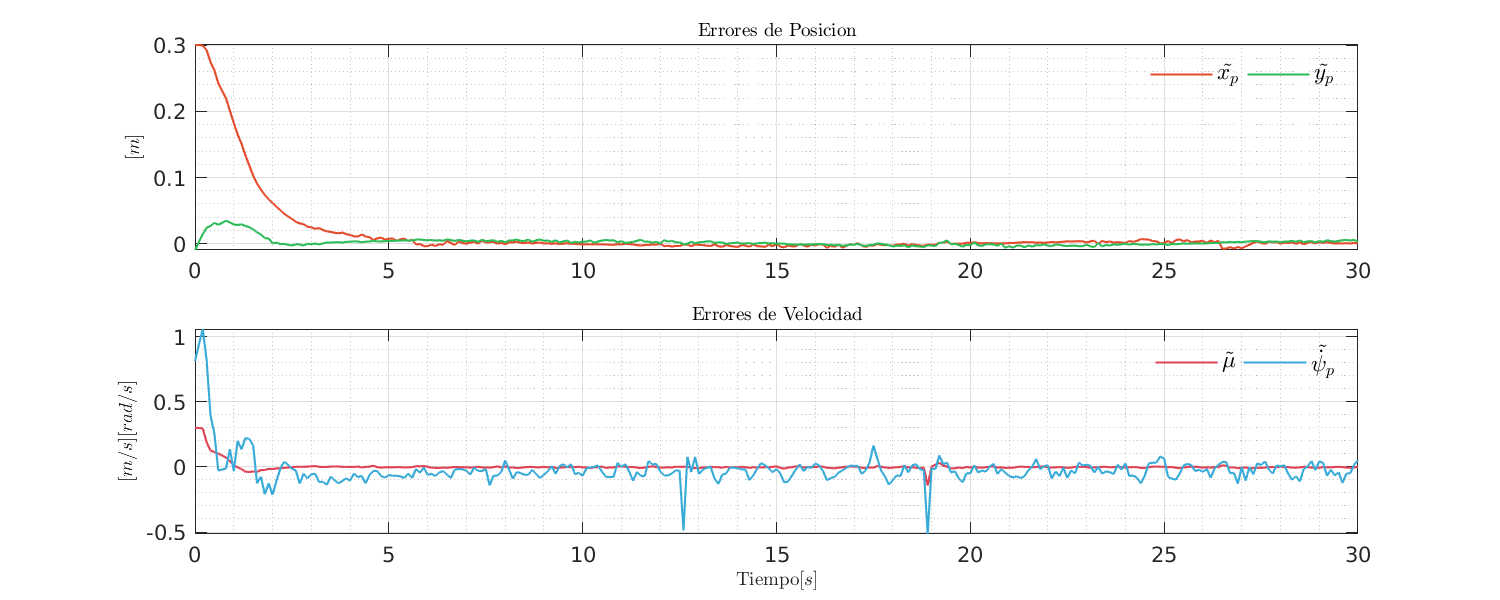 Errores de Posicion
0.3
0.2
0.1
0
[m]
x̃_p ỹ_p
0 5 10 15 20 25 30
Errores de Velocidad
1
0.5
0
-0.5
[m/s][rad/s]
μ̃ ψ̇̃_p
0 5 10 15 20 25 30
Tiempo[s]